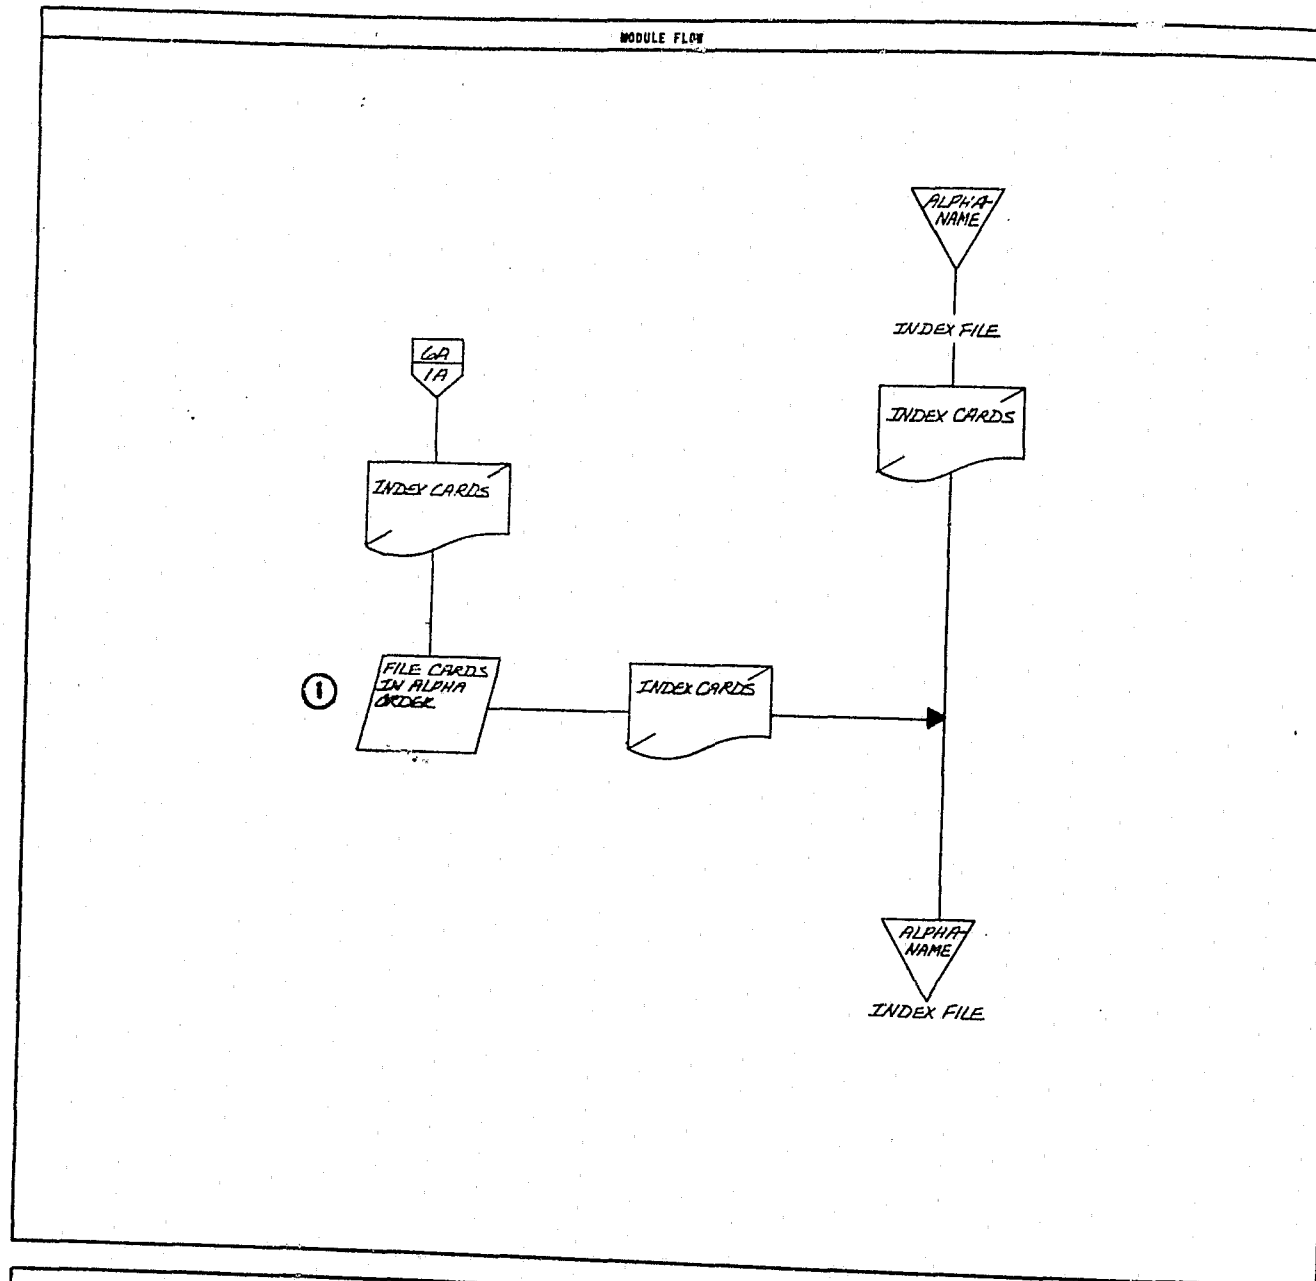 MODULE FLOW
ALPHA-
NAME
INDEX FILE
6A
1A
INDEX CARDS
INDEX CARDS
1
FILE CARDS
IN ALPHA
ORDER
INDEX CARDS
ALPHA-
NAME
INDEX FILE